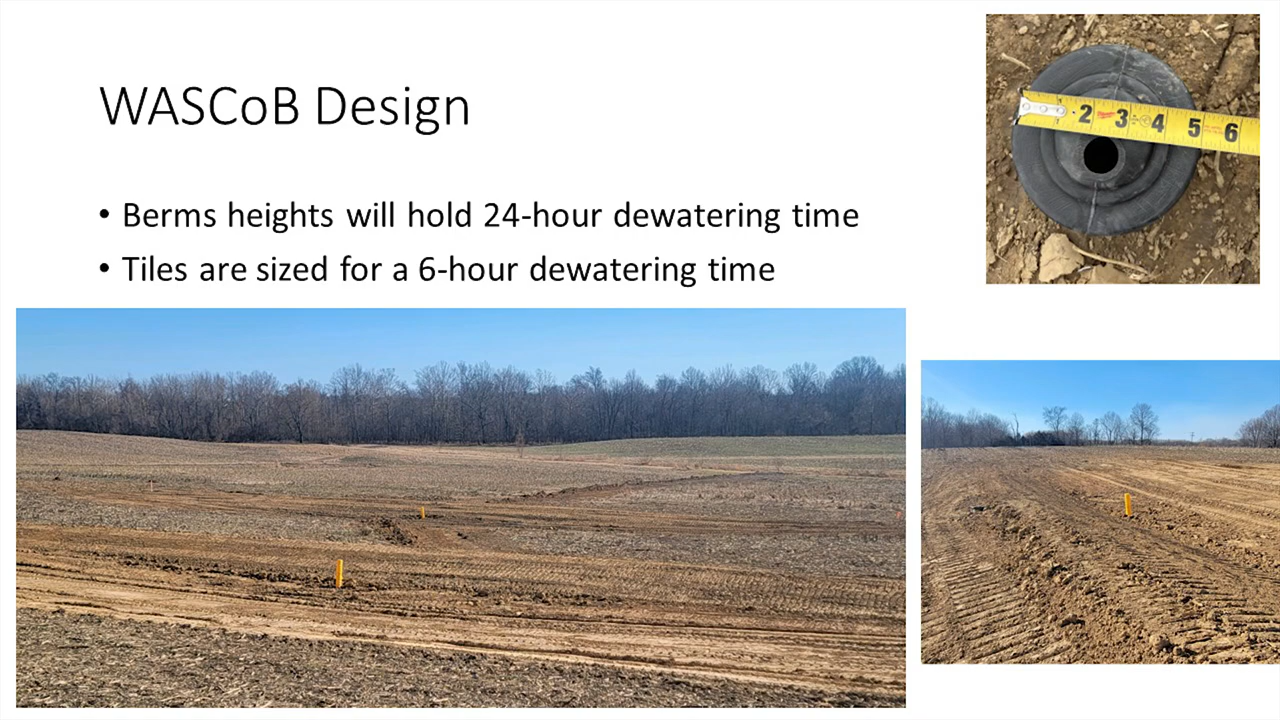 WASCoB Design
• Berms heights will hold 24-hour dewatering time
• Tiles are sized for a 6-hour dewatering time
2 3 4 5 6